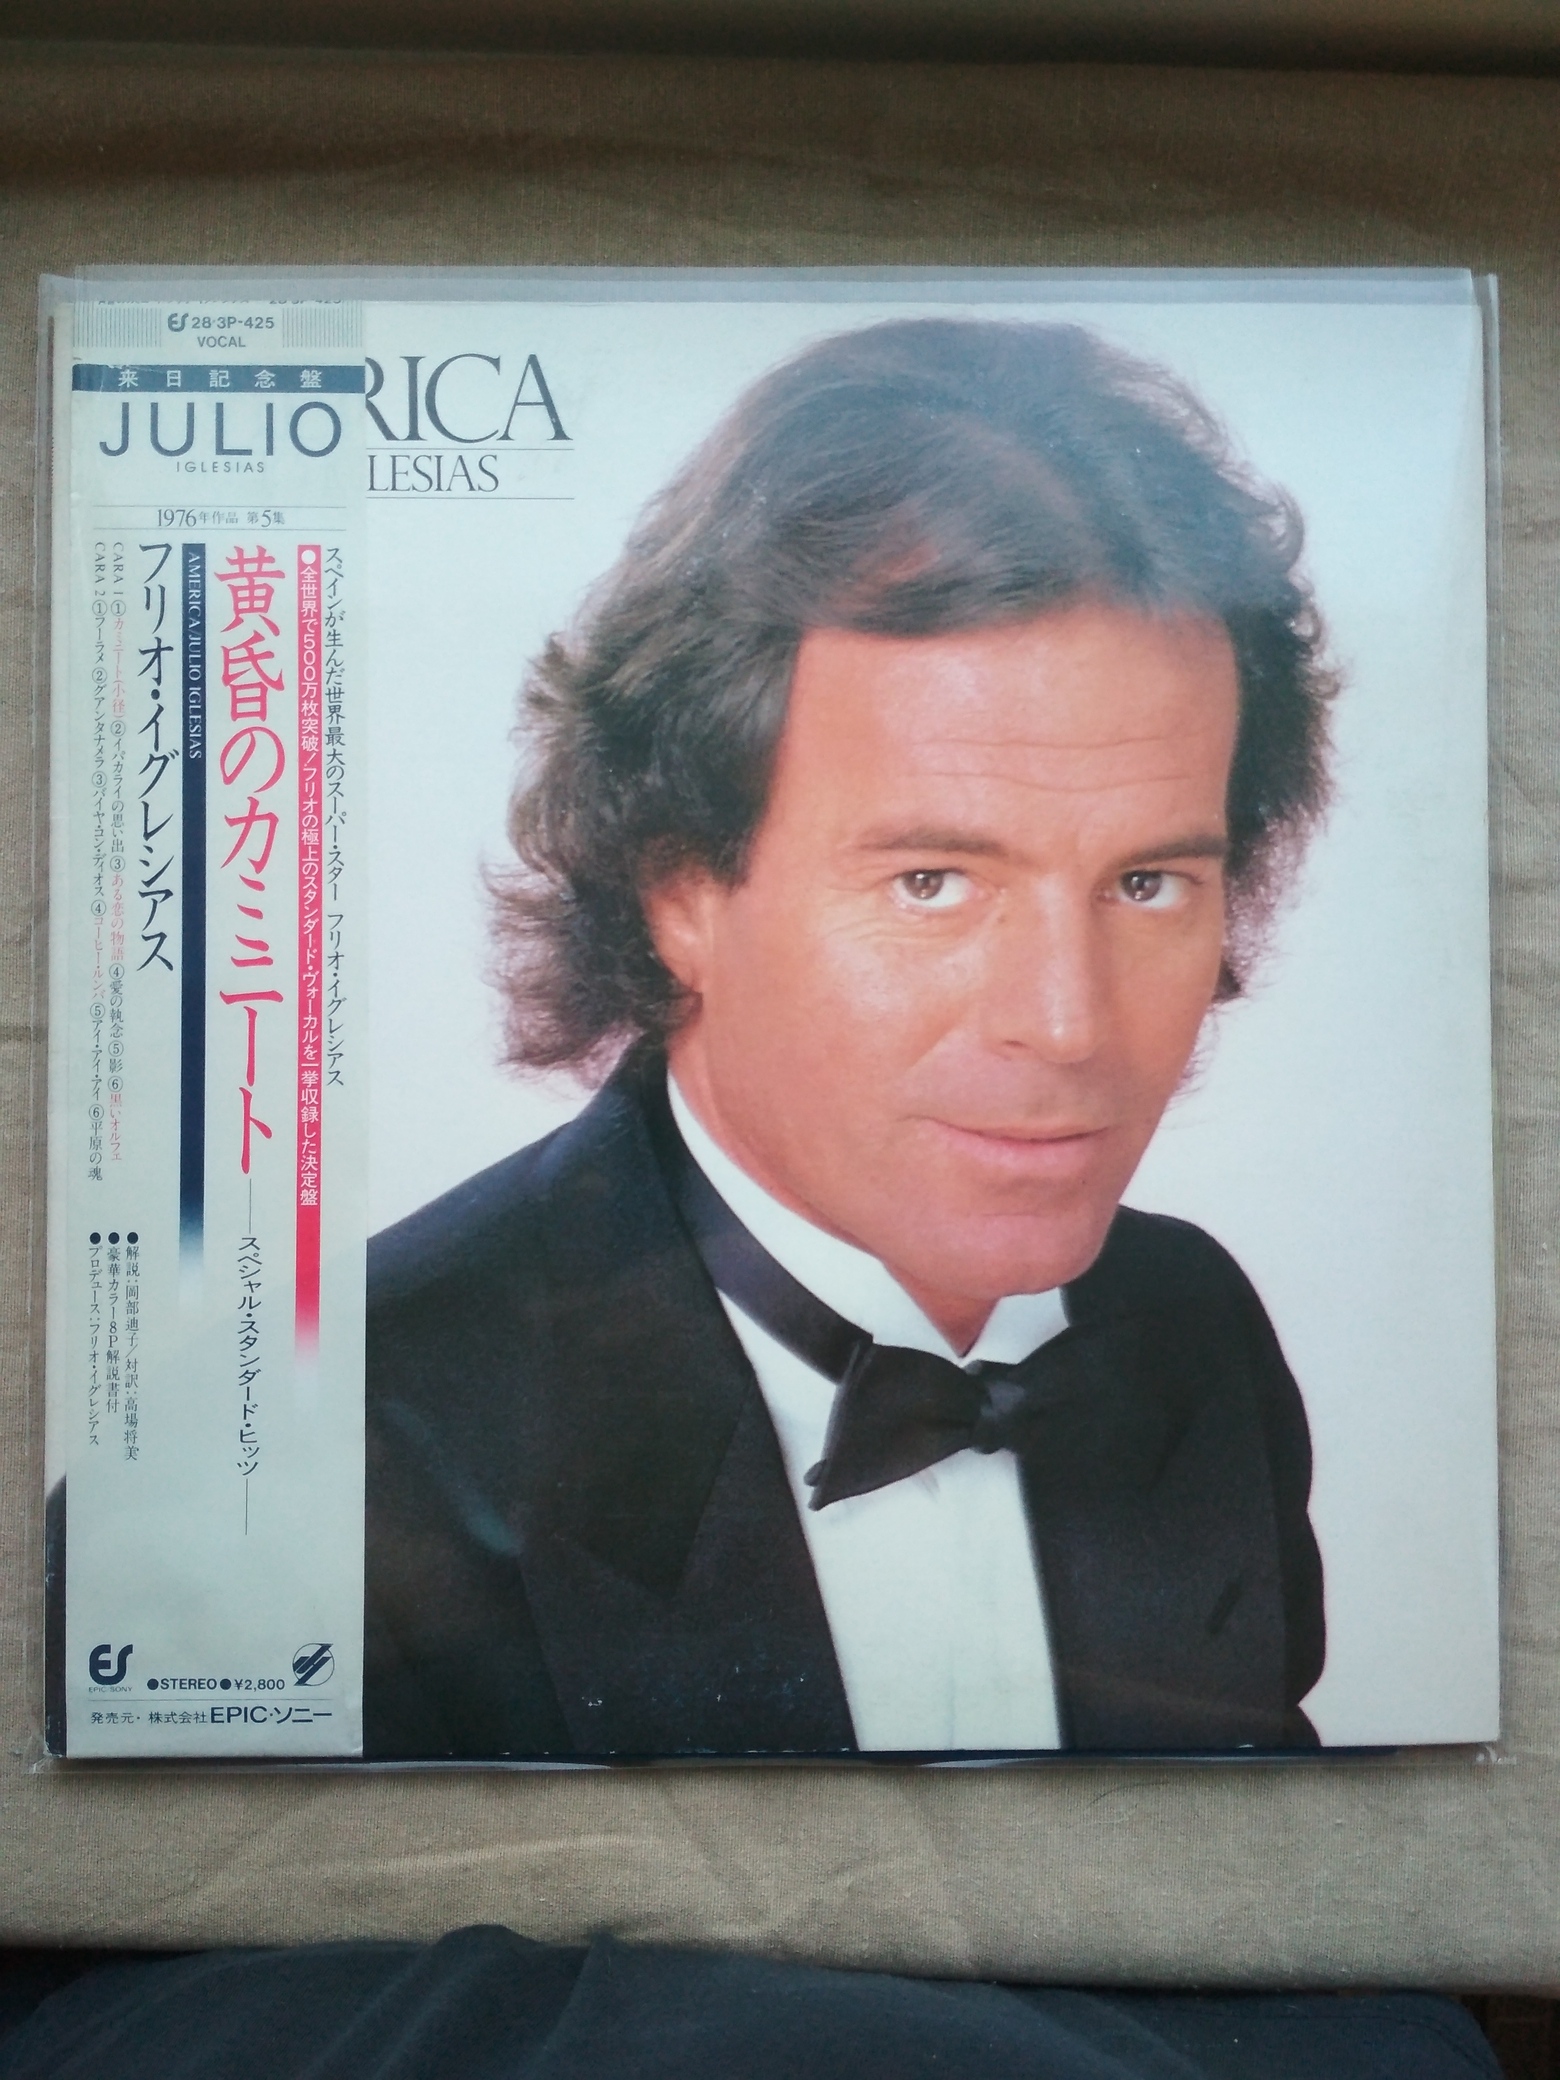 28·3P-425
VOCAL
来日記念盤
JULIO
IGLESIAS
1976年作品 第5集
スペインが生んだ世界最大のスーパー・スター フリオ・イグレシアス
●全世界で500万枚突破!フリオの極上のスタンダード・ヴォーカルを一挙収録した決定盤
黄昏のカミニート
スペシャル・スタンダード・ヒッツ
AMERICA/JULIO IGLESIAS
フリオ・イグレシアス
CARA 1 ①カミニート(小径) ②イパカライの思い出 ③ある恋の物語 ④愛の執念 ⑤影 ⑥黒いオルフェ
CARA 2 ①ラ・ラメ ②グアンタナメラ ③バイヤ・コン・ディオス ④コーヒー・ルンバ ⑤アイ・アイ・アイ ⑥平原の魂
●解説:岡部迪子/対訳:高場将美
●豪華カラー8P解説書付
●プロデュース:フリオ・イグレシアス
EPIC/SONY
●STEREO●¥2,800
発売元・株式会社EPIC・ソニー
RICA
LESIAS